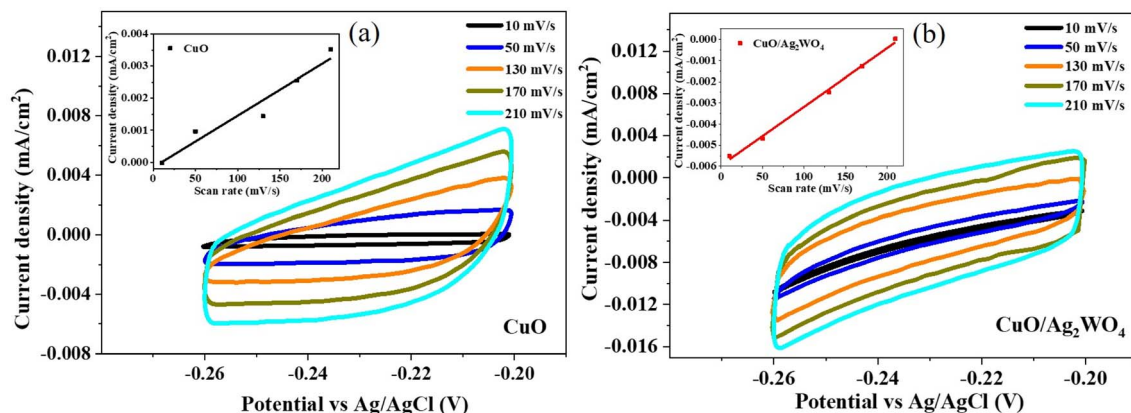 0.012
0.008
0.004
0.000
-0.004
-0.008
Current density (mA/cm²)
-0.26
-0.24
-0.22
-0.20
Potential vs Ag/AgCl (V)
(a)
10 mV/s
50 mV/s
130 mV/s
170 mV/s
210 mV/s
CuO
0.004
0.003
0.002
0.001
0.000
Current density (mA/cm²)
CuO
0
50
100
150
200
Scan rate (mV/s)
0.012
0.008
0.004
0.000
-0.004
-0.008
-0.012
-0.016
Current density (mA/cm²)
-0.26
-0.24
-0.22
-0.20
Potential vs Ag/AgCl (V)
(b)
10 mV/s
50 mV/s
130 mV/s
170 mV/s
210 mV/s
CuO/Ag₂WO₄
0.000
-0.001
-0.002
-0.003
-0.004
-0.005
-0.006
Current density (mA/cm²)
CuO/Ag₂WO₄
0
50
100
150
200
Scan rate (mV/s)